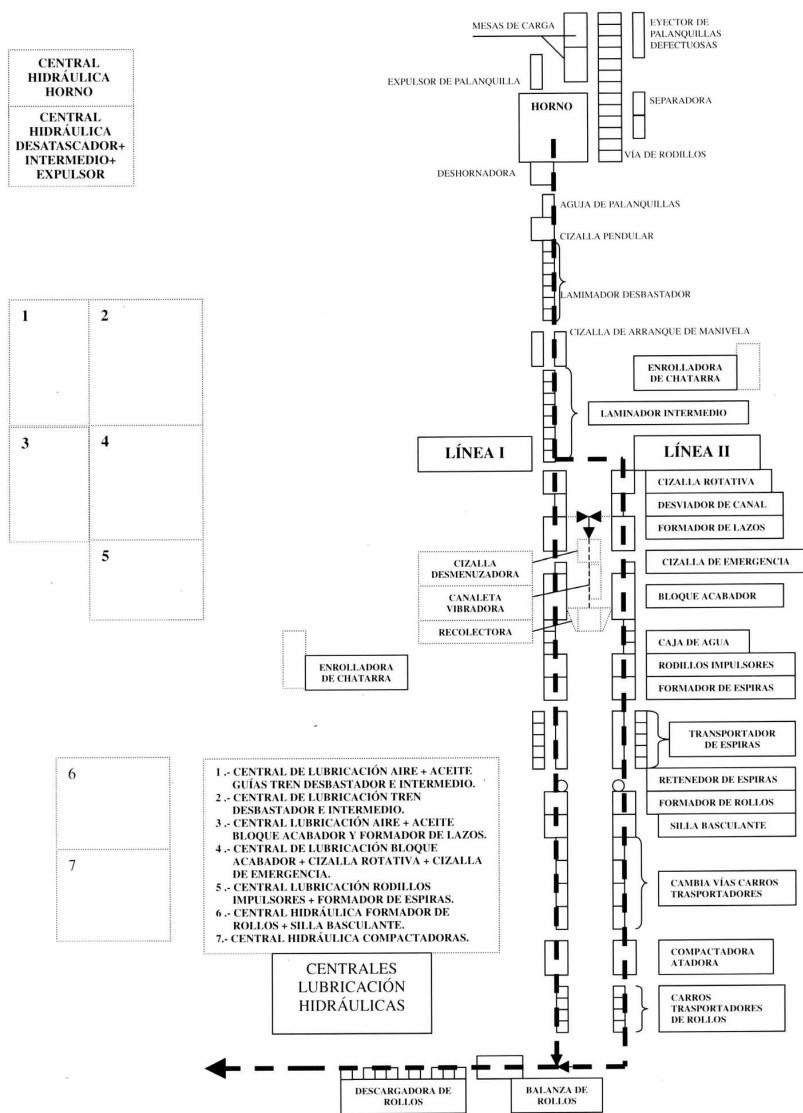 MESAS DE CARGA
EYECTOR DE
PALANQUILLAS
DEFECTUOSAS
CENTRAL
HIDRÁULICA
HORNO
EXPULSOR DE PALANQUILLA
HORNO
SEPARADORA
CENTRAL
HIDRÁULICA
DESATASCADOR+
INTERMEDIO+
EXPULSOR
VÍA DE RODILLOS
DESHORNADORA
AGUJA DE PALANQUILLAS
CIZALLA PENDULAR
LAMIMADOR DESBASTADOR
1
2
CIZALLA DE ARRANQUE DE MANIVELA
ENROLLADORA
DE CHATARRA
LAMINADOR INTERMEDIO
3
4
LÍNEA I
LÍNEA II
CIZALLA ROTATIVA
DESVIADOR DE CANAL
FORMADOR DE LAZOS
5
CIZALLA
DESMENUZADORA
CIZALLA DE EMERGENCIA
CANALETA
VIBRADORA
BLOQUE ACABADOR
RECOLECTORA
CAJA DE AGUA
ENROLLADORA
DE CHATARRA
RODILLOS IMPULSORES
FORMADOR DE ESPIRAS
TRANSPORTADOR
DE ESPIRAS
6
7
1 .- CENTRAL DE LUBRICACIÓN AIRE + ACEITE
GUÍAS TREN DESBASTADOR E INTERMEDIO.
2 .- CENTRAL DE LUBRICACIÓN TREN
DESBASTADOR E INTERMEDIO.
3 .- CENTRAL LUBRICACIÓN AIRE + ACEITE
BLOQUE ACABADOR Y FORMADOR DE LAZOS.
4 .- CENTRAL DE LUBRICACIÓN BLOQUE
ACABADOR + CIZALLA ROTATIVA + CIZALLA
DE EMERGENCIA.
5 .- CENTRAL LUBRICACIÓN RODILLOS
IMPULSORES + FORMADOR DE ESPIRAS.
6 .- CENTRAL HIDRÁULICA FORMADOR DE
ROLLOS + SILLA BASCULANTE.
7.- CENTRAL HIDRÁULICA COMPACTADORAS.
RETENEDOR DE ESPIRAS
FORMADOR DE ROLLOS
SILLA BASCULANTE
CAMBIA VÍAS CARROS
TRASPORTADORES
CENTRALES
LUBRICACIÓN
HIDRÁULICAS
COMPACTADORA
ATADORA
CARROS
TRASPORTADORES
DE ROLLOS
DESCARGADORA DE
ROLLOS
BALANZA DE
ROLLOS